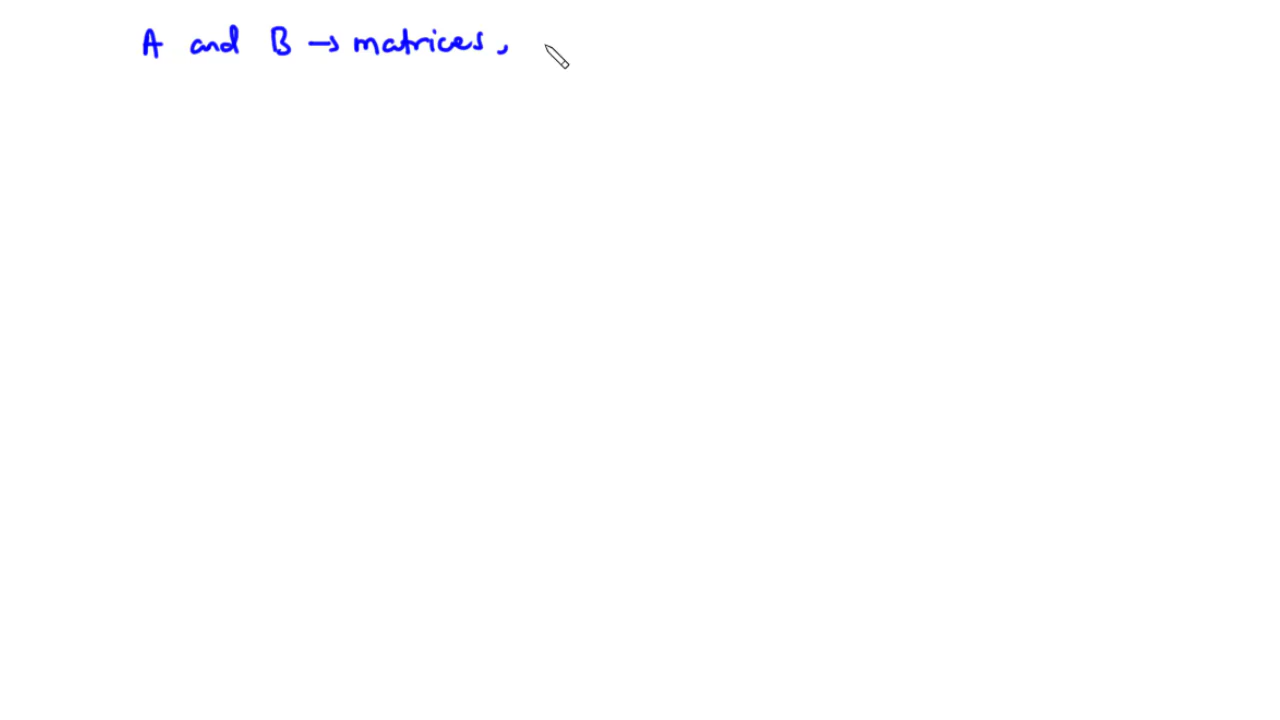 A and B → matrices,